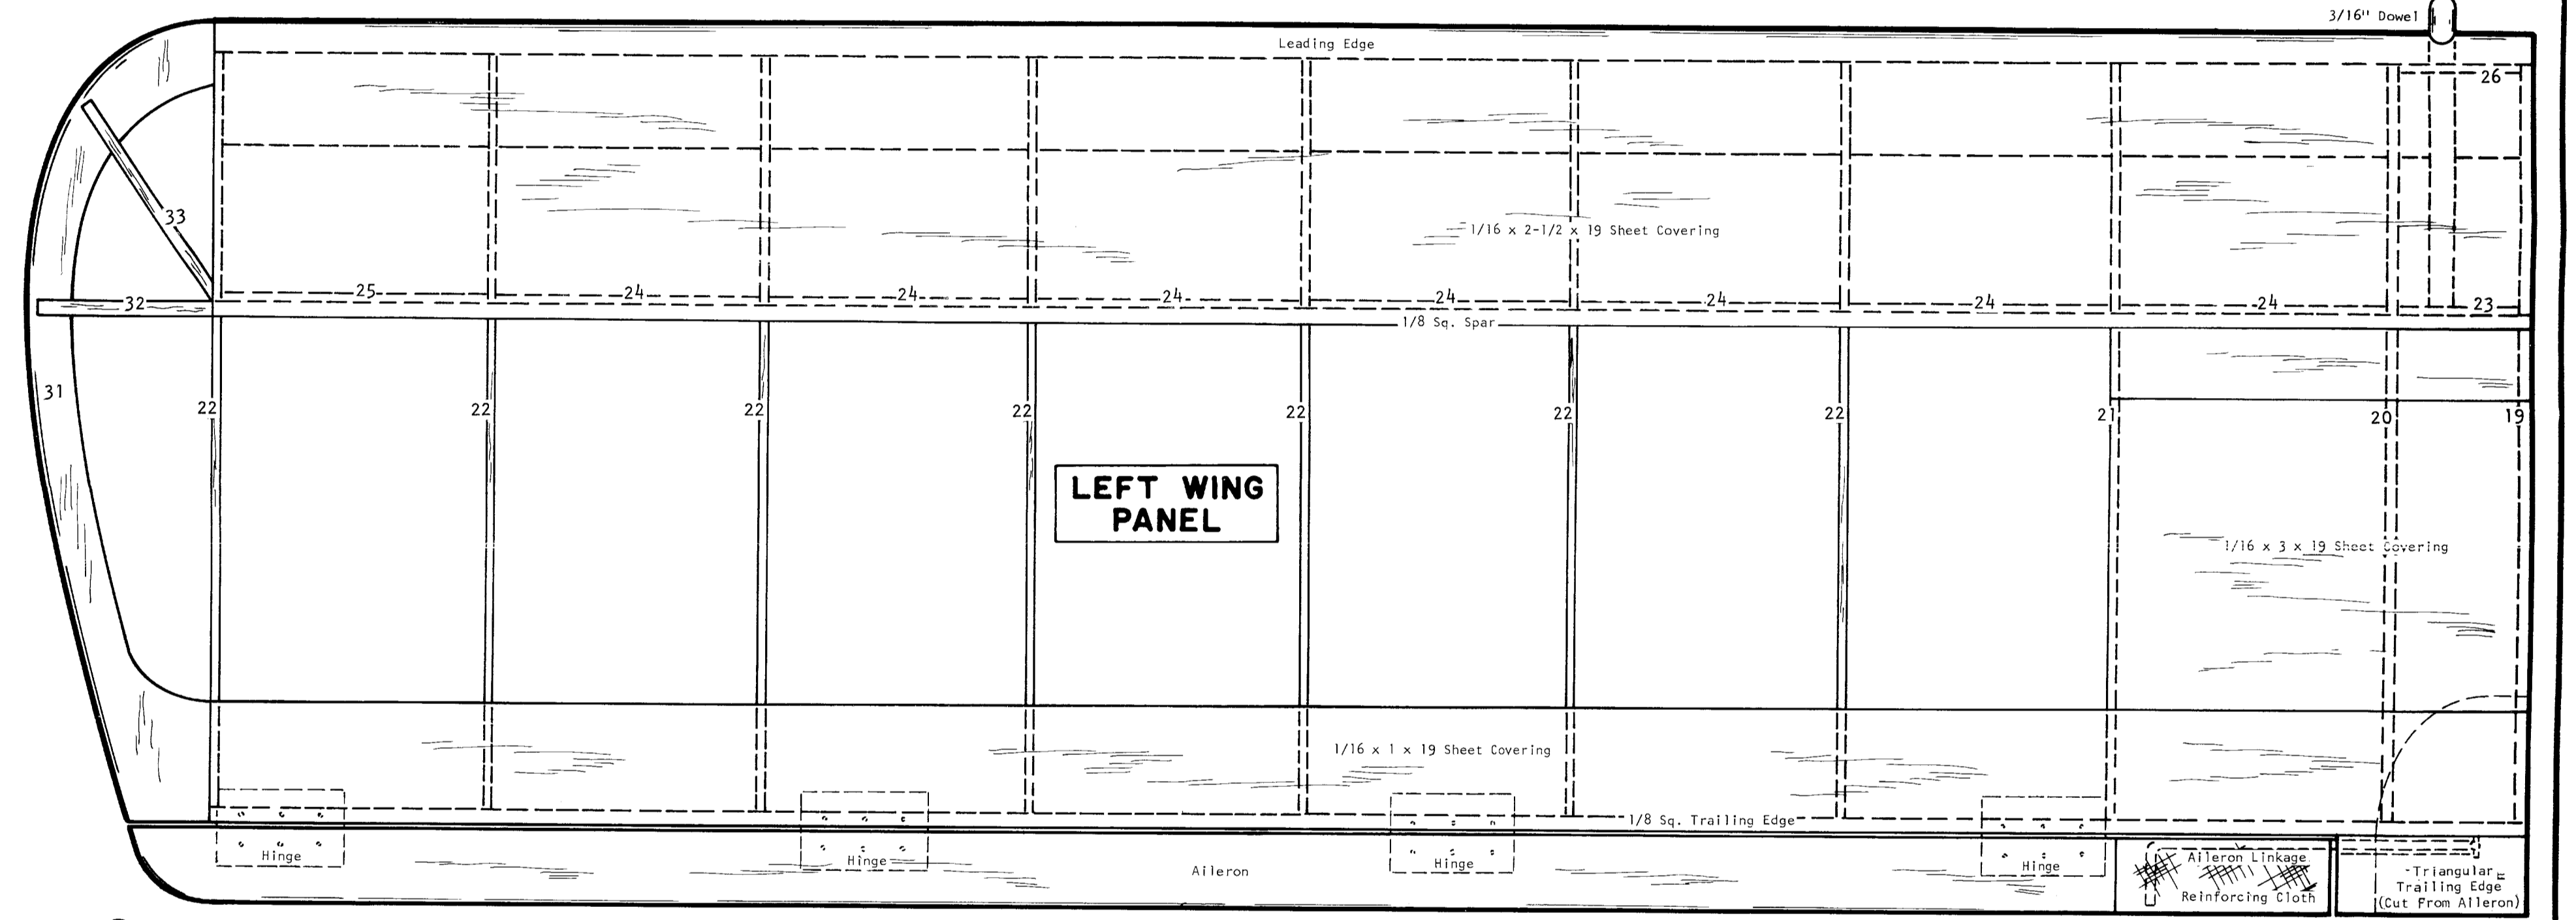 3/16" Dowel
Leading Edge
26
33
1/16 x 2-1/2 x 19 Sheet Covering
32
25
24
24
24
24
24
24
24
23
1/8 Sq. Spar
31
22
22
22
22
22
22
22
21
20
19
LEFT WING
PANEL
1/16 x 3 x 19 Sheet Covering
1/16 x 1 x 19 Sheet Covering
1/8 Sq. Trailing Edge
Hinge
Hinge
Hinge
Hinge
Aileron
Aileron Linkage
Reinforcing Cloth
Triangular
Trailing Edge
(Cut From Aileron)